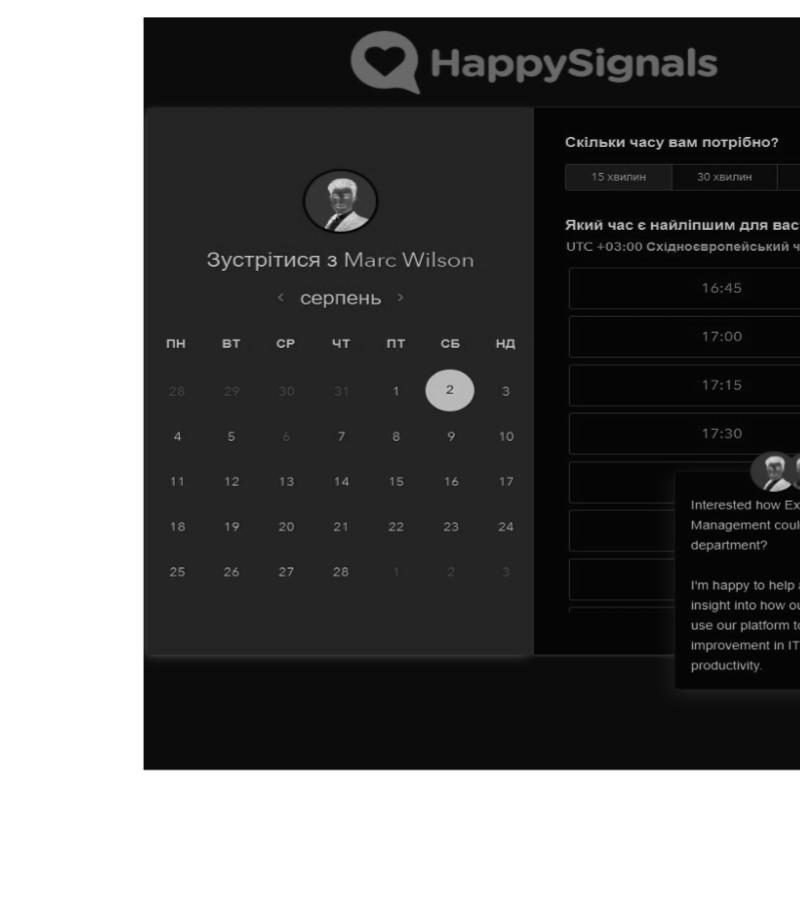 HappySignals
Зустрітися з Marc Wilson
серпень
ПН ВТ СР ЧТ ПТ СБ НД
28 29 30 31 1 2 3
4 5 6 7 8 9 10
11 12 13 14 15 16 17
18 19 20 21 22 23 24
25 26 27 28 1 2 3
Скільки часу вам потрібно?
15 хвилин 30 хвилин
Який час є найліпшим для вас
UTC +03:00 Східноєвропейський
16:45
17:00
17:15
17:30
Interested how
Management
department?
I'm happy to help
insight into how
use our platform
improvement in IT
productivity.